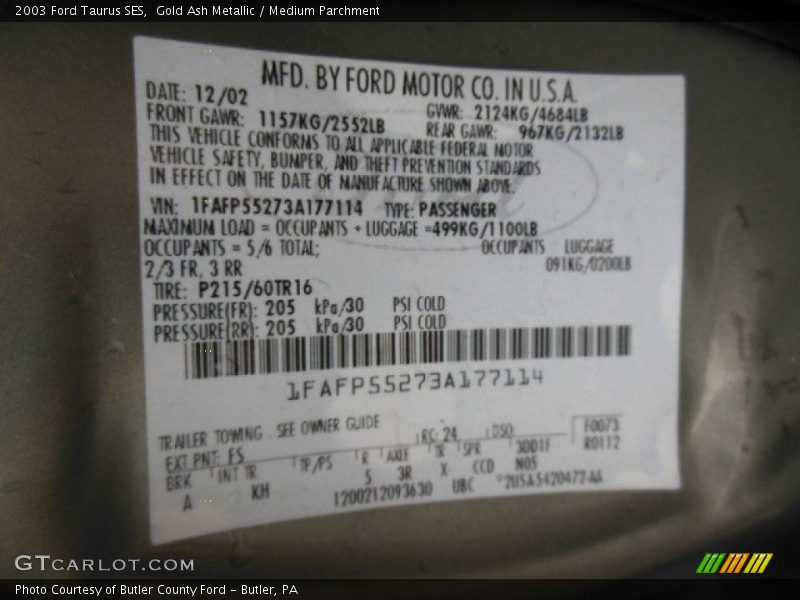 2003 Ford Taurus SES,  Gold Ash Metallic / Medium Parchment
MFD. BY FORD MOTOR CO. IN U.S.A.
DATE: 12/02 GVWR: 2124KG/4684LB
FRONT GAWR: 1157KG/2552LB REAR GAWR: 967KG/2132LB
THIS VEHICLE CONFORMS TO ALL APPLICABLE FEDERAL MOTOR
VEHICLE SAFETY, BUMPER, AND THEFT PREVENTION STANDARDS
IN EFFECT ON THE DATE OF MANUFACTURE SHOWN ABOVE.
VIN: 1FAFP55273A177114 TYPE: PASSENGER
MAXIMUM LOAD = OCCUPANTS + LUGGAGE =499KG/1100LB
OCCUPANTS = 5/6 TOTAL; OCCUPANTS LUGGAGE
2/3 FR, 3 RR 091KG/0200LB
TIRE: P215/60TR16
PRESSURE(FR): 205 kPa/30 PSI COLD
PRESSURE(RR): 205 kPa/30 PSI COLD
1FAFP55273A177114
TRAILER TOWING - SEE OWNER GUIDE
RC: 24 DSO: F0073
EXT PNT: FS R0112
BRK INT TR TP/PS R AXLE TR SPR 3DD1F
A KH 5 3R X CCD N05
1200212093630 UBC *2U5A5420472AA
GTCARLOT.COM
Photo Courtesy of Butler County Ford – Butler, PA